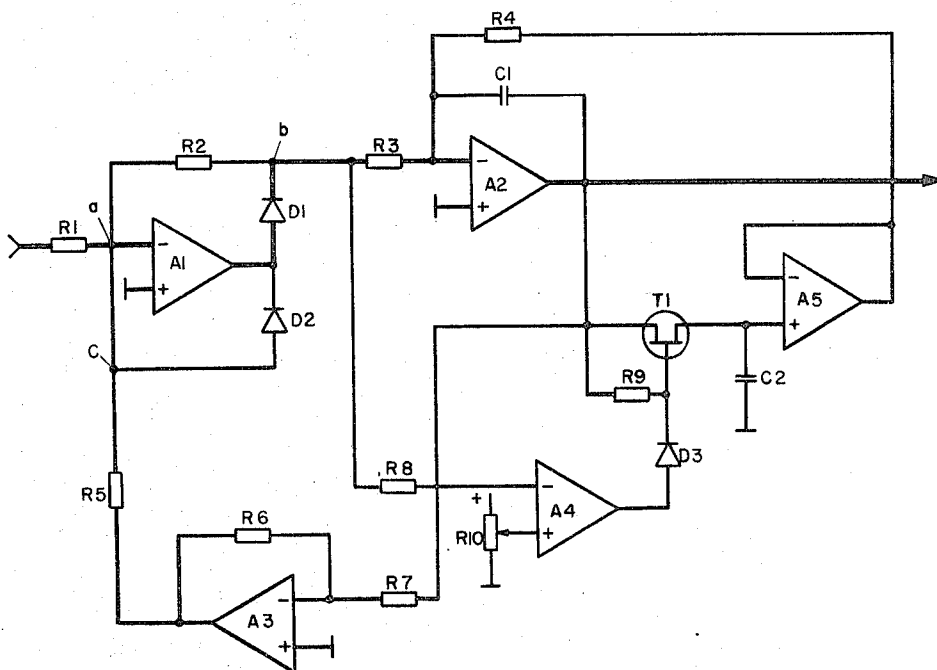 R4
C1
b
R2
R3
−
A2
+
a
R1
−
A1
+
D1
D2
−
A5
+
T1
C
R9
C2
D3
R8
−
A4
+
+
R10
R5
R6
R7
−
A3
+